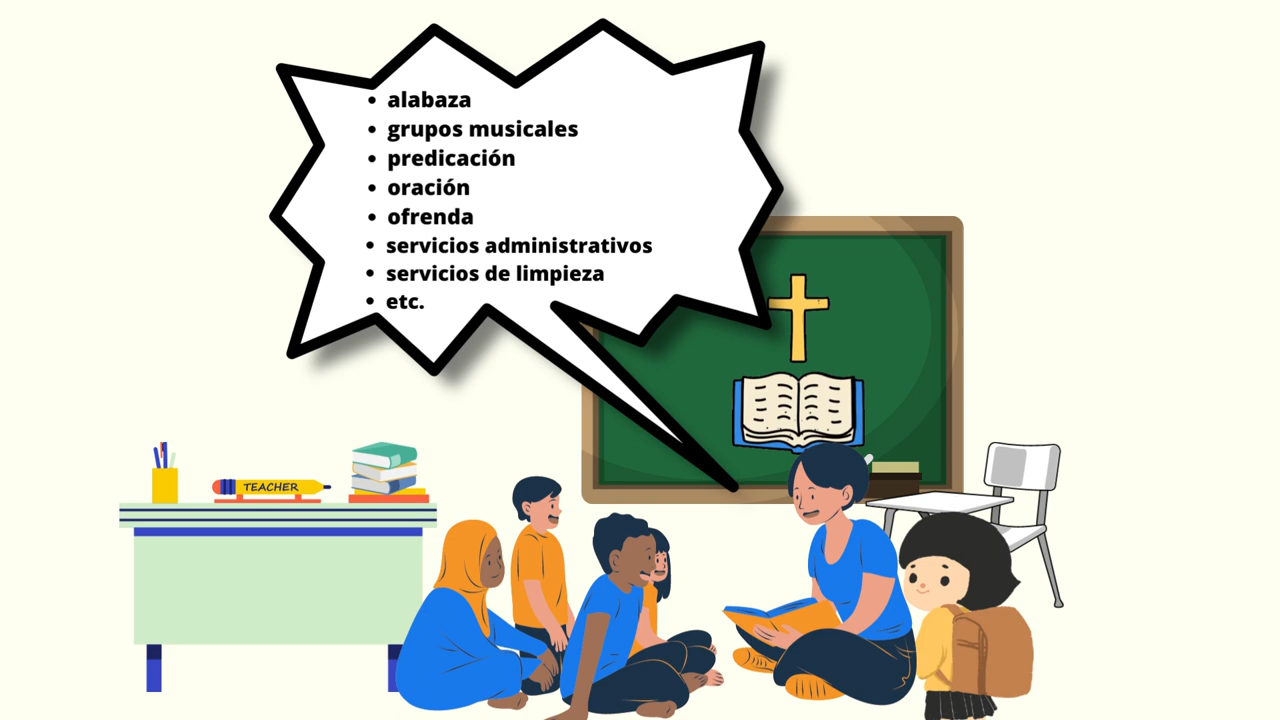 • alabaza
• grupos musicales
• predicación
• oración
• ofrenda
• servicios administrativos
• servicios de limpieza
• etc.
TEACHER